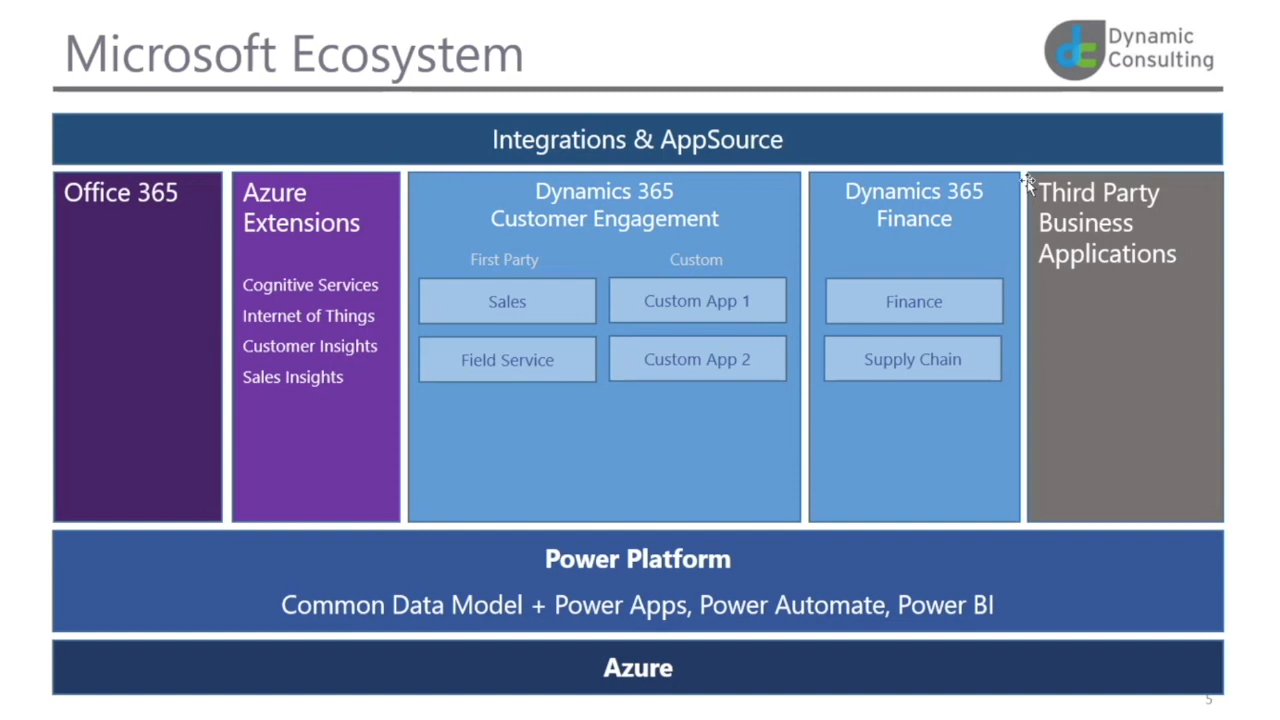 Microsoft Ecosystem
Dynamic
Consulting
dc
Integrations & AppSource
Office 365
Azure
Extensions
Cognitive Services
Internet of Things
Customer Insights
Sales Insights
Dynamics 365
Customer Engagement
First Party
Custom
Sales
Custom App 1
Field Service
Custom App 2
Dynamics 365
Finance
Finance
Supply Chain
Third Party
Business
Applications
Power Platform
Common Data Model + Power Apps, Power Automate, Power BI
Azure
5